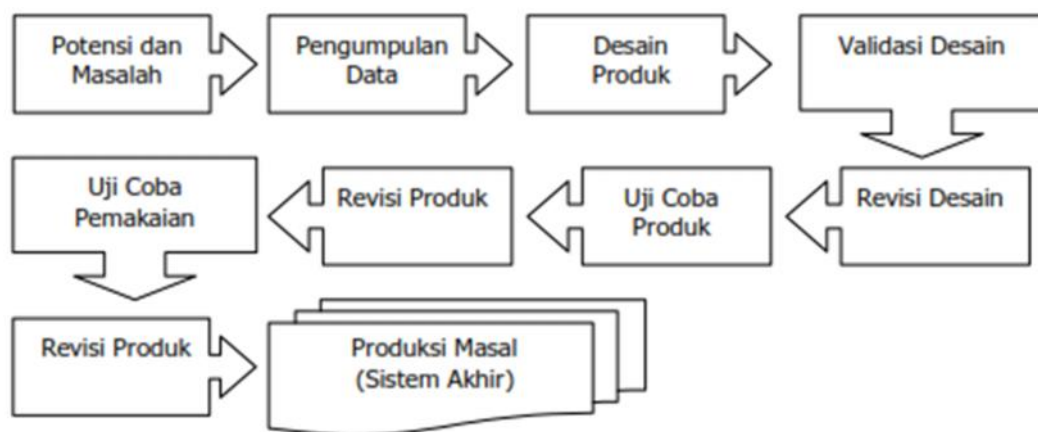 Potensi dan
Masalah
Pengumpulan
Data
Desain
Produk
Validasi Desain
Revisi Desain
Uji Coba
Produk
Revisi Produk
Uji Coba
Pemakaian
Revisi Produk
Produksi Masal
(Sistem Akhir)